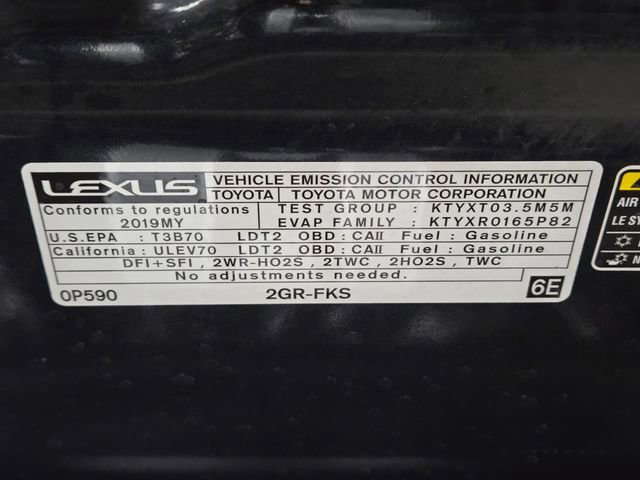 LEXUS VEHICLE EMISSION CONTROL INFORMATION
TOYOTA TOYOTA MOTOR CORPORATION
Conforms to regulations TEST GROUP : KTYXT03.5M5M
2019MY EVAP FAMILY : KTYXR0165P82
U.S.EPA : T3B70 LDT2 OBD : CAII Fuel : Gasoline
California : ULEV70 LDT2 OBD : CAII Fuel : Gasoline
DFI+SFI , 2WR-HO2S , 2TWC , 2HO2S , TWC
No adjustments needed.
0P590 2GR-FKS 6E
AIR
LE SY